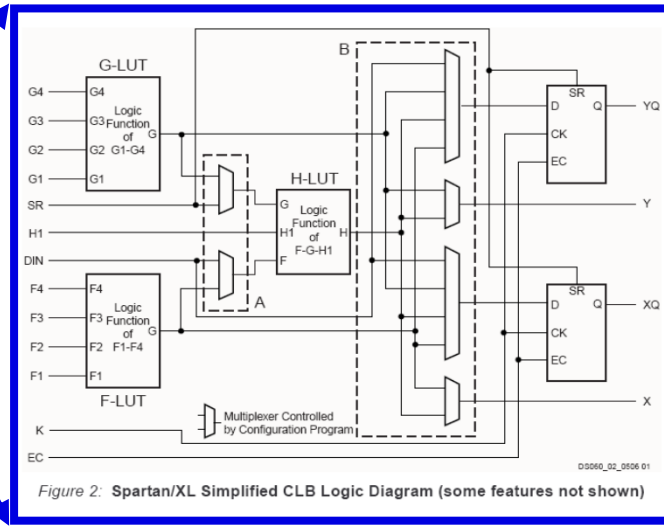 B
G-LUT
SR
G4
G4
D
Q
YQ
Logic
G3
G3
Function
CK
of
G
G2
G2
G1-G4
EC
G1
G1
H-LUT
SR
G
Y
Logic
Function
H1
H1
H
of
F-G-H1
DIN
F
SR
F4
F4
A
D
Q
XQ
Logic
F3
F3
Function
G
CK
of
F2
F2
F1-F4
EC
F1
F1
F-LUT
X
Multiplexer Controlled
by Configuration Program
K
EC
DS060_02_0506 01
Figure 2: Spartan/XL Simplified CLB Logic Diagram (some features not shown)